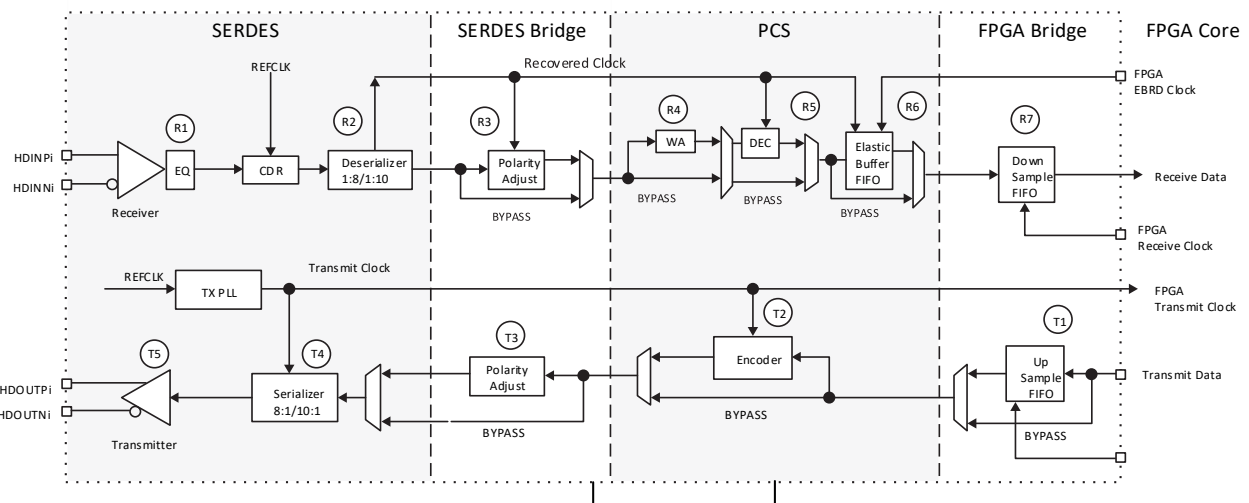 SERDES
SERDES Bridge
PCS
FPGA Bridge
FPGA Core
REFCLK
Recovered Clock
FPGA
EBRD Clock
R1
R2
R3
R4
R5
R6
R7
HDINPi
HDINNi
EQ
CDR
Deserializer
1:8/1:10
Polarity
Adjust
WA
DEC
Elastic
Buffer
FIFO
Down
Sample
FIFO
Receive Data
Receiver
BYPASS
BYPASS
BYPASS
BYPASS
FPGA
Receive Clock
REFCLK
TX PLL
Transmit Clock
FPGA
Transmit Clock
T5
T4
T3
T2
T1
HDOUTPi
HDOUTNi
Serializer
8:1/10:1
Polarity
Adjust
Encoder
Up
Sample
FIFO
Transmit Data
Transmitter
BYPASS
BYPASS
BYPASS